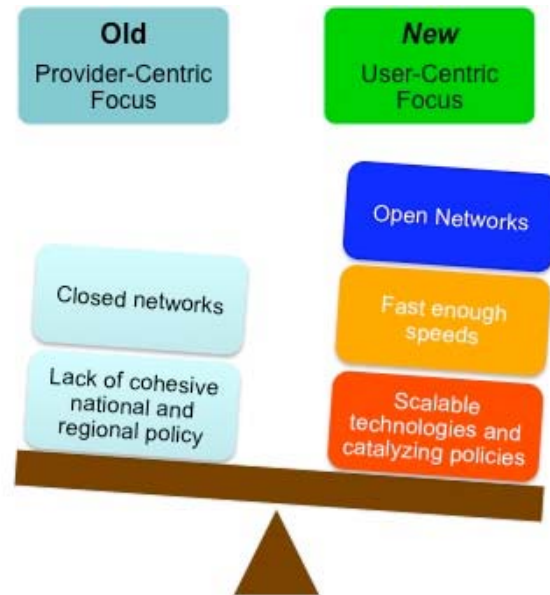 Old
Provider-Centric
Focus
New
User-Centric
Focus
Open Networks
Closed networks
Fast enough
speeds
Lack of cohesive
national and
regional policy
Scalable
technologies and
catalyzing policies